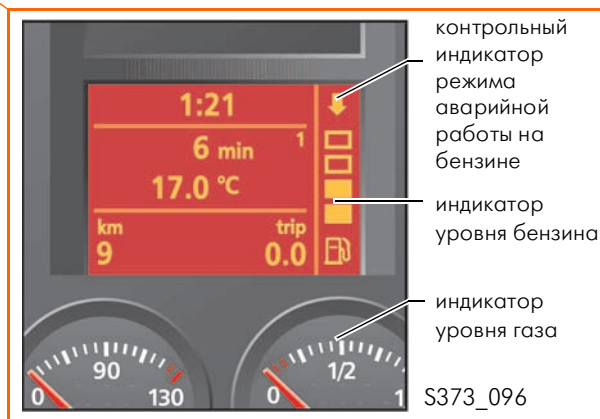 контрольный
индикатор
режима
аварийной
работы на
бензине
1:21
6 min 1
17.0 °C
km trip
9 0.0
индикатор
уровня бензина
индикатор
уровня газа
90
0 130
1/2
0 1
S373_096